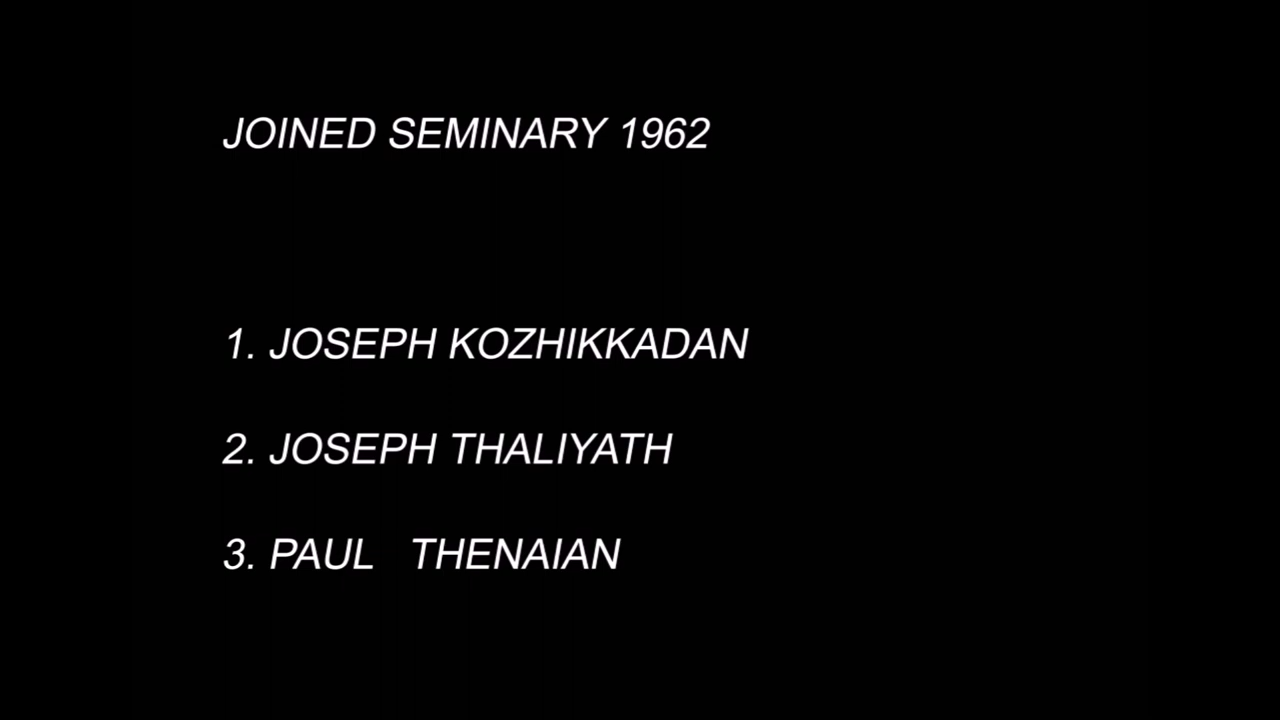 JOINED SEMINARY 1962
1. JOSEPH KOZHIKKADAN
2. JOSEPH THALIYATH
3. PAUL   THENAIAN